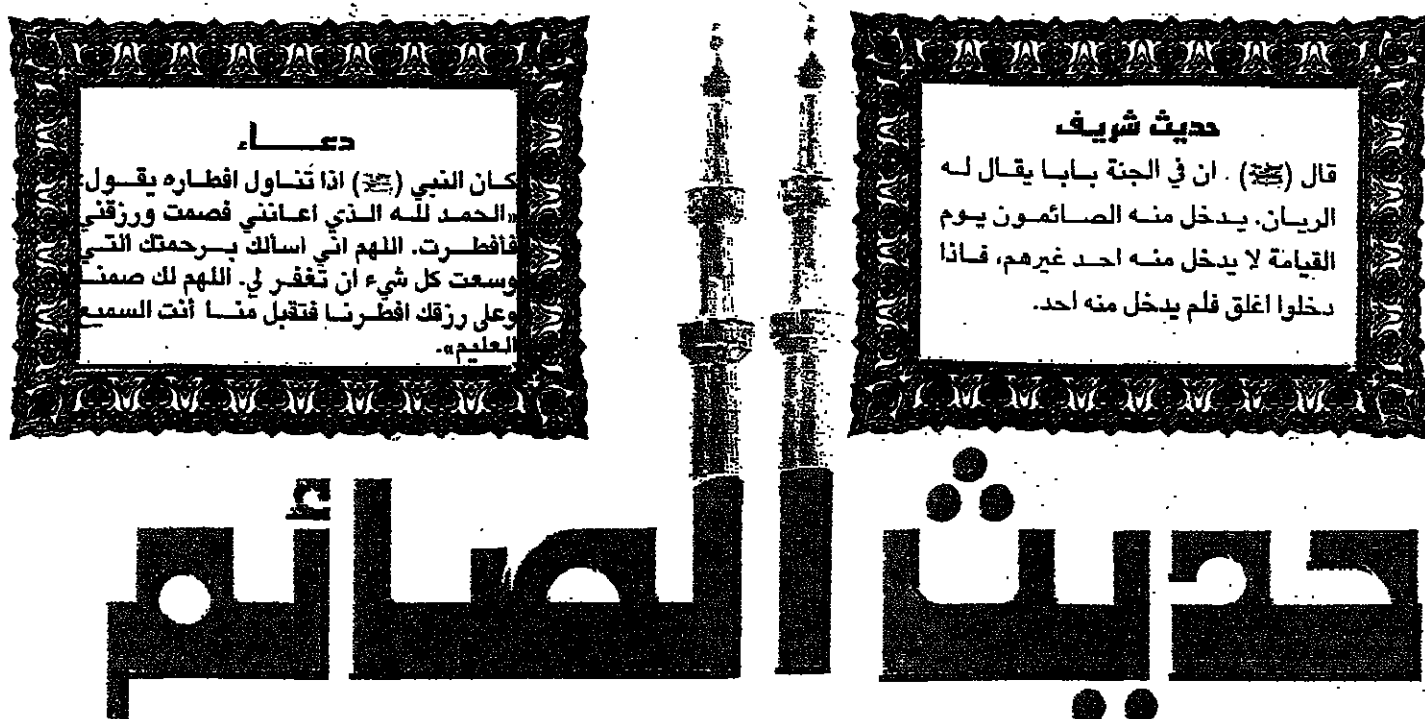 حديث شريف
قال (ﷺ) . ان في الجنة بابا يقال له
الريان. يدخل منه الصائمون يوم
القيامة لا يدخل منه احد غيرهم، فاذا
دخلوا اغلق فلم يدخل منه احد.
دعاء
كان النبي (ﷺ) اذا تناول افطاره يقول:
«الحمد لله الذي اعانني فصمت ورزقني
فأفطرت. اللهم اني اسألك برحمتك التي
وسعت كل شيء ان تغفر لي. اللهم لك صمنا
وعلى رزقك افطرنا فتقبل منا أنت السميع
العليم».
حديث الصائم